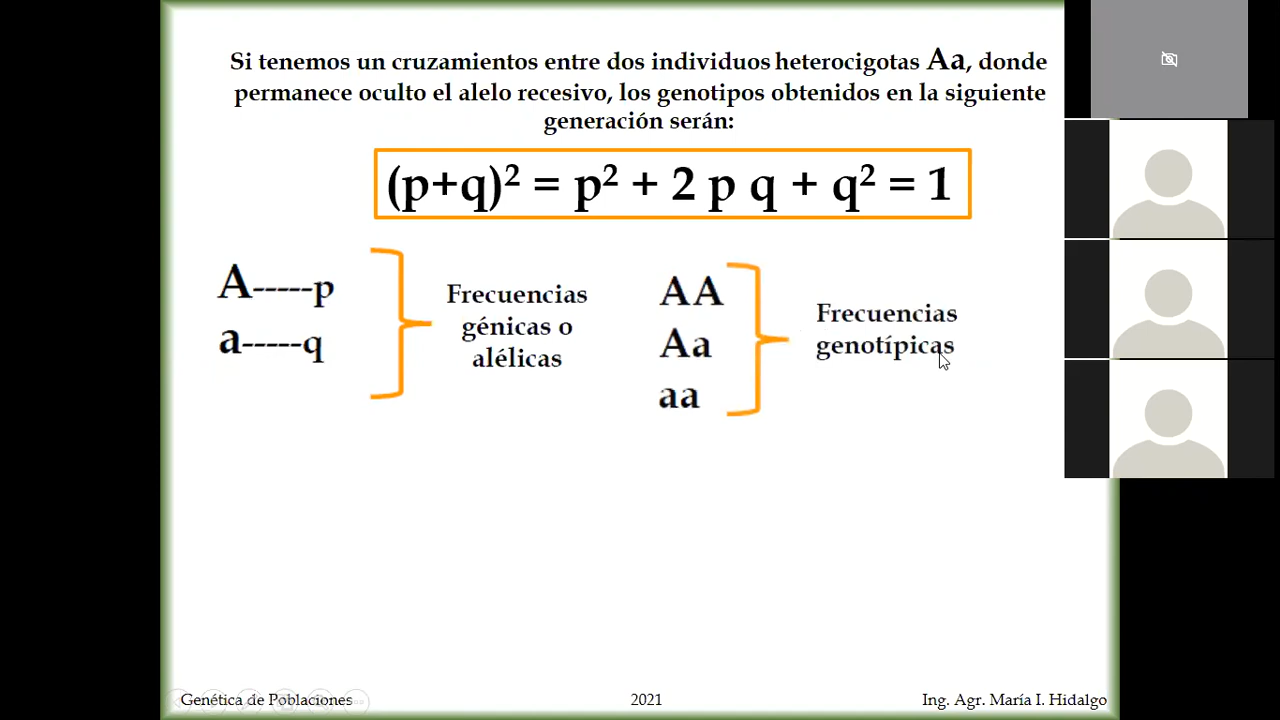 Si tenemos un cruzamientos entre dos individuos heterocigotas Aa, donde
permanece oculto el alelo recesivo, los genotipos obtenidos en la siguiente
generación serán:
(p+q)² = p² + 2 p q + q² = 1
A-----p
a-----q
Frecuencias
génicas o
alélicas
AA
Aa
aa
Frecuencias
genotípicas
Genética de Poblaciones
2021
Ing. Agr. María I. Hidalgo